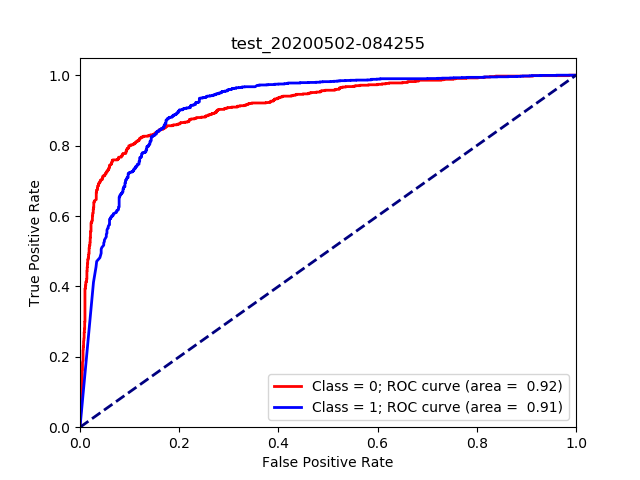 test_20200502-084255
True Positive Rate
1.0
0.8
0.6
0.4
0.2
0.0
Class = 0; ROC curve (area =  0.92)
Class = 1; ROC curve (area =  0.91)
0.0 0.2 0.4 0.6 0.8 1.0
False Positive Rate